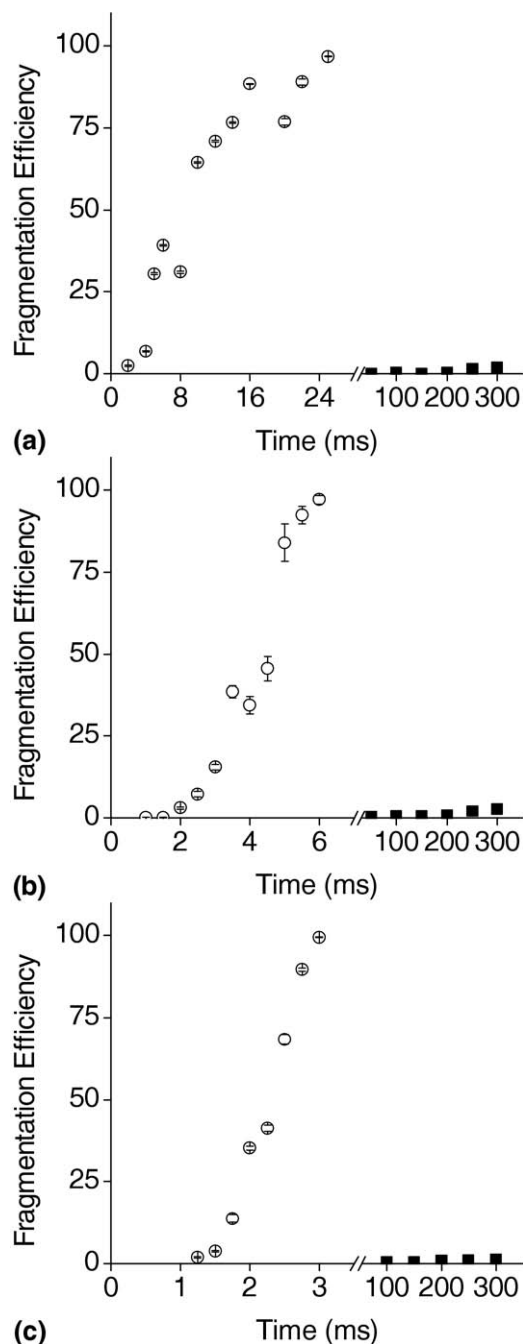 100
75
50
25
0
Fragmentation Efficiency
0 8 16 24 100 200 300
(a) Time (ms)
100
75
50
25
0
Fragmentation Efficiency
0 2 4 6 100 200 300
(b) Time (ms)
100
75
50
25
0
Fragmentation Efficiency
0 1 2 3 100 200 300
(c) Time (ms)